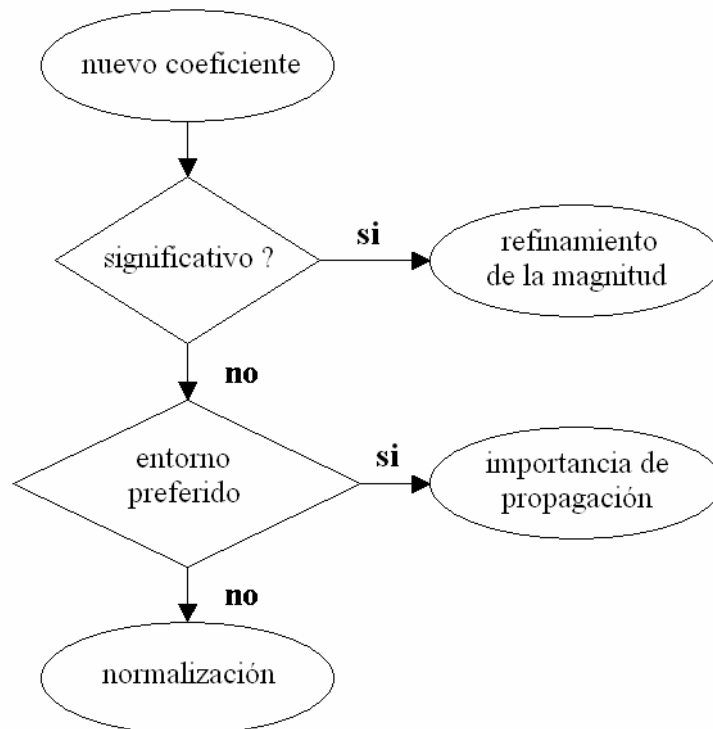 nuevo coeficiente
significativo ?
si
refinamiento
de la magnitud
no
entorno
preferido
si
importancia de
propagación
no
normalización